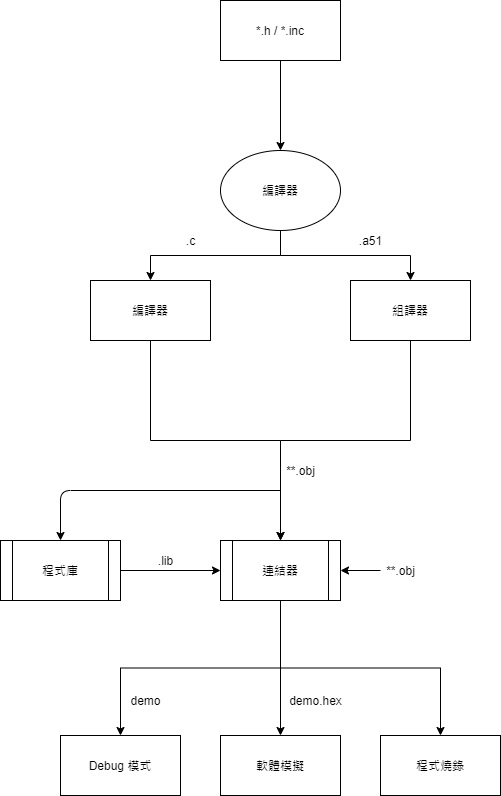 *.h / *.inc
編譯器
.c
.a51
編譯器
組譯器
**.obj
程式庫
.lib
連結器
**.obj
demo
demo.hex
Debug 模式
軟體模擬
程式燒錄